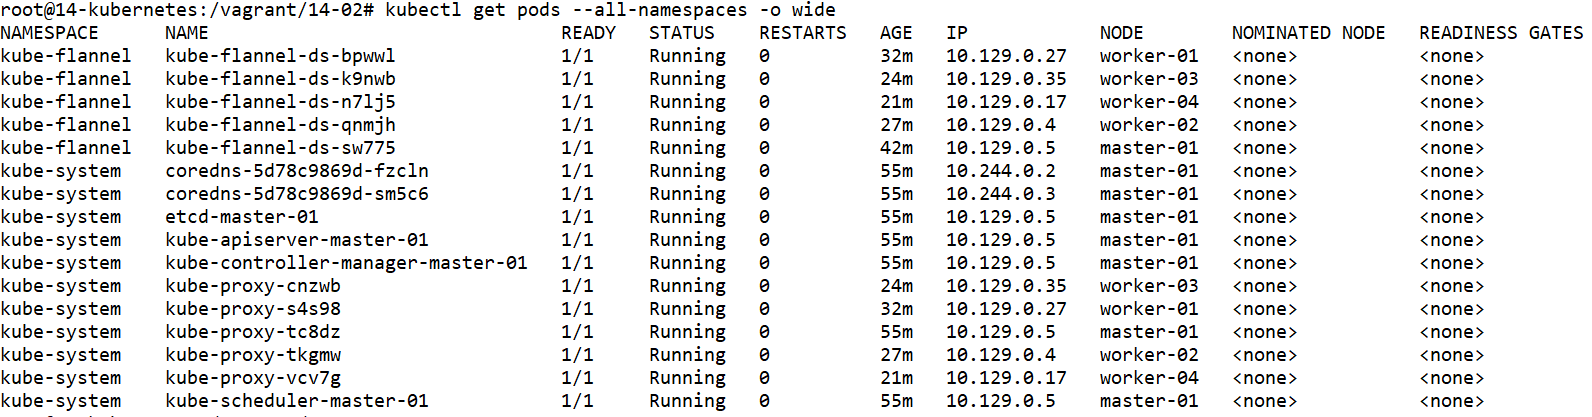 root@14-kubernetes:/vagrant/14-02# kubectl get pods --all-namespaces -o wide
NAMESPACE      NAME                                READY   STATUS    RESTARTS   AGE   IP            NODE        NOMINATED NODE   READINESS GATES
kube-flannel   kube-flannel-ds-bpwwl               1/1     Running   0          32m   10.129.0.27   worker-01   <none>           <none>
kube-flannel   kube-flannel-ds-k9nwb               1/1     Running   0          24m   10.129.0.35   worker-03   <none>           <none>
kube-flannel   kube-flannel-ds-n7lj5               1/1     Running   0          21m   10.129.0.17   worker-04   <none>           <none>
kube-flannel   kube-flannel-ds-qnmjh               1/1     Running   0          27m   10.129.0.4    worker-02   <none>           <none>
kube-flannel   kube-flannel-ds-sw775               1/1     Running   0          42m   10.129.0.5    master-01   <none>           <none>
kube-system    coredns-5d78c9869d-fzcln            1/1     Running   0          55m   10.244.0.2    master-01   <none>           <none>
kube-system    coredns-5d78c9869d-sm5c6            1/1     Running   0          55m   10.244.0.3    master-01   <none>           <none>
kube-system    etcd-master-01                      1/1     Running   0          55m   10.129.0.5    master-01   <none>           <none>
kube-system    kube-apiserver-master-01            1/1     Running   0          55m   10.129.0.5    master-01   <none>           <none>
kube-system    kube-controller-manager-master-01   1/1     Running   0          55m   10.129.0.5    master-01   <none>           <none>
kube-system    kube-proxy-cnzwb                    1/1     Running   0          24m   10.129.0.35   worker-03   <none>           <none>
kube-system    kube-proxy-s4s98                    1/1     Running   0          32m   10.129.0.27   worker-01   <none>           <none>
kube-system    kube-proxy-tc8dz                    1/1     Running   0          55m   10.129.0.5    master-01   <none>           <none>
kube-system    kube-proxy-tkgmw                    1/1     Running   0          27m   10.129.0.4    worker-02   <none>           <none>
kube-system    kube-proxy-vcv7g                    1/1     Running   0          21m   10.129.0.17   worker-04   <none>           <none>
kube-system    kube-scheduler-master-01            1/1     Running   0          55m   10.129.0.5    master-01   <none>           <none>